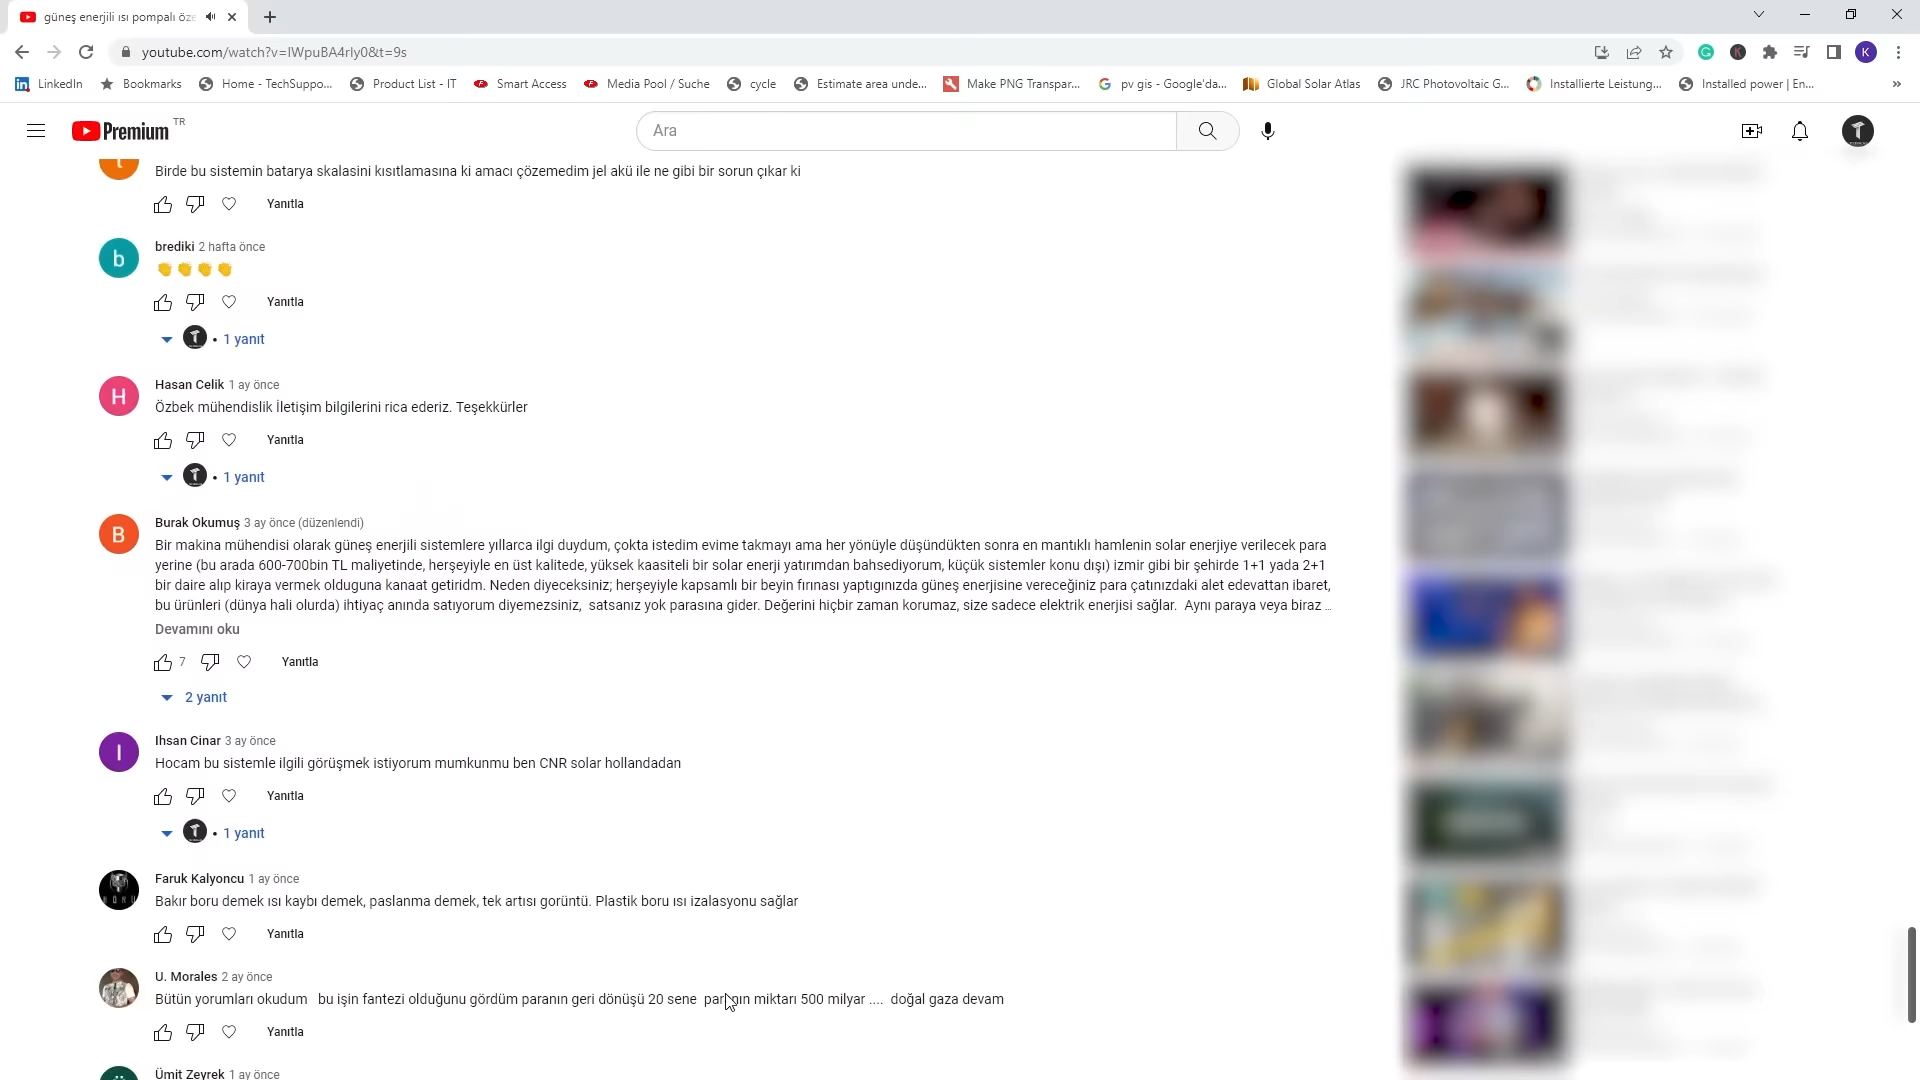 güneş enerjili ısı pompalı öze
youtube.com/watch?v=IWpuBA4rIy0&t=9s
K
LinkedIn
Bookmarks
Home - TechSuppo...
Product List - IT
Smart Access
Media Pool / Suche
cycle
Estimate area unde...
Make PNG Transpar...
pv gis - Google'da...
Global Solar Atlas
JRC Photovoltaic G...
Installierte Leistung...
Installed power | En...
Premium TR
Ara
Birde bu sistemin batarya skalasini kısıtlamasına ki amacı çözemedim jel akü ile ne gibi bir sorun çıkar ki
Yanıtla
b
brediki 2 hafta önce
👏👏👏👏
Yanıtla
• 1 yanıt
H
Hasan Celik 1 ay önce
Özbek mühendislik İletişim bilgilerini rica ederiz. Teşekkürler
Yanıtla
• 1 yanıt
B
Burak Okumuş 3 ay önce (düzenlendi)
Bir makina mühendisi olarak güneş enerjili sistemlere yıllarca ilgi duydum, çokta istedim evime takmayı ama her yönüyle düşündükten sonra en mantıklı hamlenin solar enerjiye verilecek para
yerine (bu arada 600-700bin TL maliyetinde, herşeyiyle en üst kalitede, yüksek kaasiteli bir solar enerji yatırımdan bahsediyorum, küçük sistemler konu dışı) izmir gibi bir şehirde 1+1 yada 2+1
bir daire alıp kiraya vermek olduguna kanaat getiridm. Neden diyeceksiniz; herşeyiyle kapsamlı bir beyin fırınası yaptıgınızda güneş enerjisine vereceğiniz para çatınızdaki alet edevattan ibaret,
bu ürünleri (dünya hali olurda) ihtiyaç anında satıyorum diyemezsiniz, satsanız yok parasına gider. Değerini hiçbir zaman korumaz, size sadece elektrik enerjisi sağlar. Aynı paraya veya biraz ...
Devamını oku
7 Yanıtla
2 yanıt
I
Ihsan Cinar 3 ay önce
Hocam bu sistemle ilgili görüşmek istiyorum mumkunmu ben CNR solar hollandadan
Yanıtla
• 1 yanıt
Faruk Kalyoncu 1 ay önce
Bakır boru demek ısı kaybı demek, paslanma demek, tek artısı gorüntü. Plastik boru ısı izalasyonu sağlar
Yanıtla
U. Morales 2 ay önce
Bütün yorumları okudum bu işin fantezi olduğunu gördüm paranın geri dönüşü 20 sene paranın miktarı 500 milyar .... doğal gaza devam
Yanıtla
Ümit Zeyrek 1 ay önce